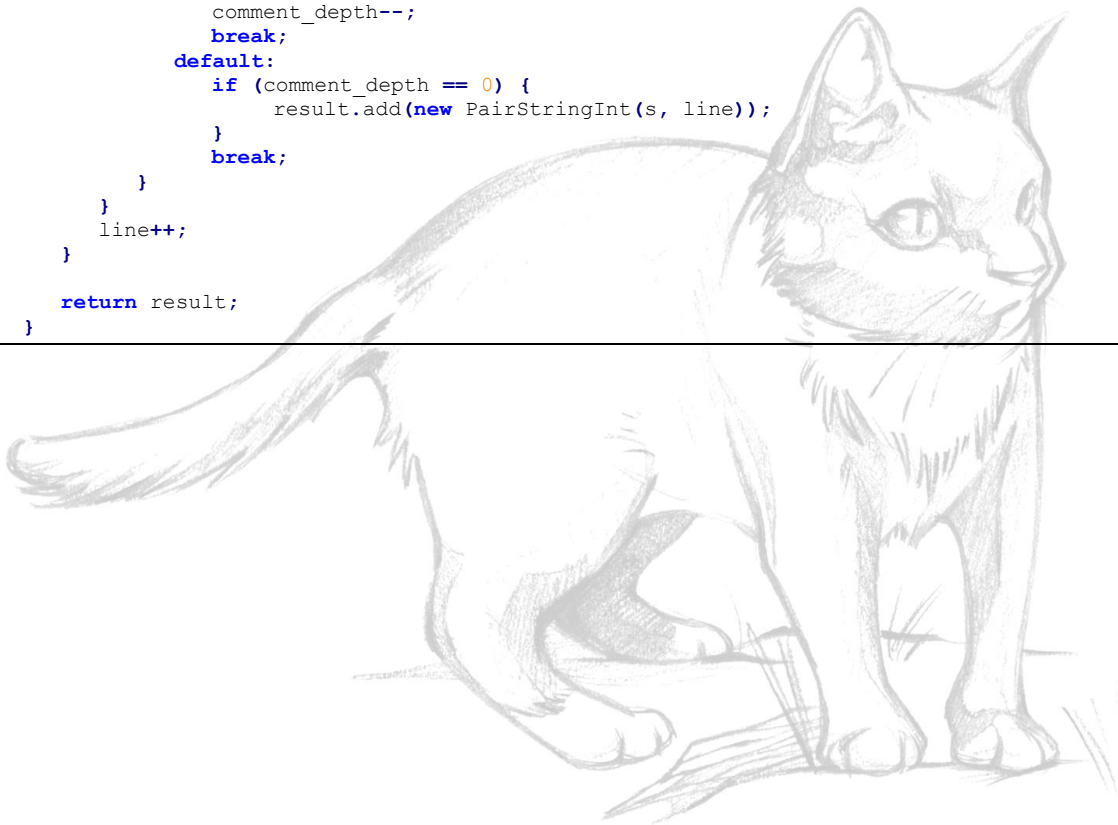 comment_depth--;
break;
default:
if (comment_depth == 0) {
result.add(new PairStringInt(s, line));
}
break;
}
}
line++;
}
return result;
}